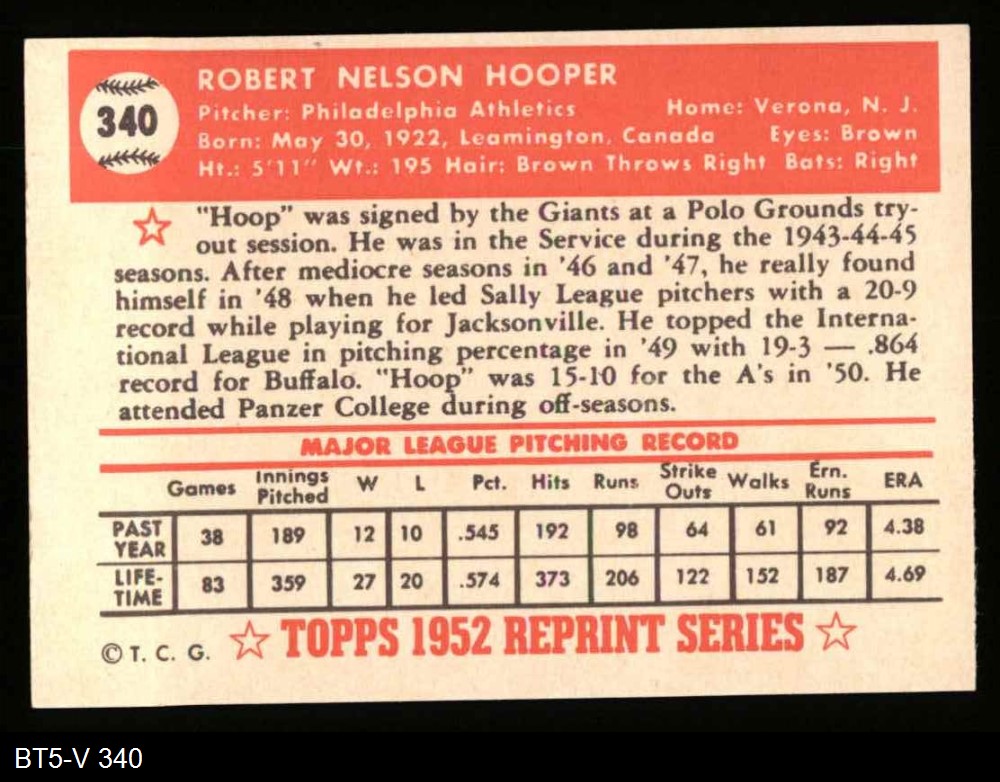 340
ROBERT NELSON HOOPER
Pitcher: Philadelphia Athletics Home: Verona, N. J.
Born: May 30, 1922, Leamington, Canada Eyes: Brown
Ht.: 5'11" Wt.: 195 Hair: Brown Throws Right Bats: Right
"Hoop" was signed by the Giants at a Polo Grounds try-
out session. He was in the Service during the 1943-44-45
seasons. After mediocre seasons in '46 and '47, he really found
himself in '48 when he led Sally League pitchers with a 20-9
record while playing for Jacksonville. He topped the Interna-
tional League in pitching percentage in '49 with 19-3 — .864
record for Buffalo. "Hoop" was 15-10 for the A's in '50. He
attended Panzer College during off-seasons.
MAJOR LEAGUE PITCHING RECORD
Games Innings Pitched W L Pct. Hits Runs Strike Outs Walks Ern. Runs ERA
PAST YEAR 38 189 12 10 .545 192 98 64 61 92 4.38
LIFE-TIME 83 359 27 20 .574 373 206 122 152 187 4.69
© T. C. G. TOPPS 1952 REPRINT SERIES
BT5-V 340